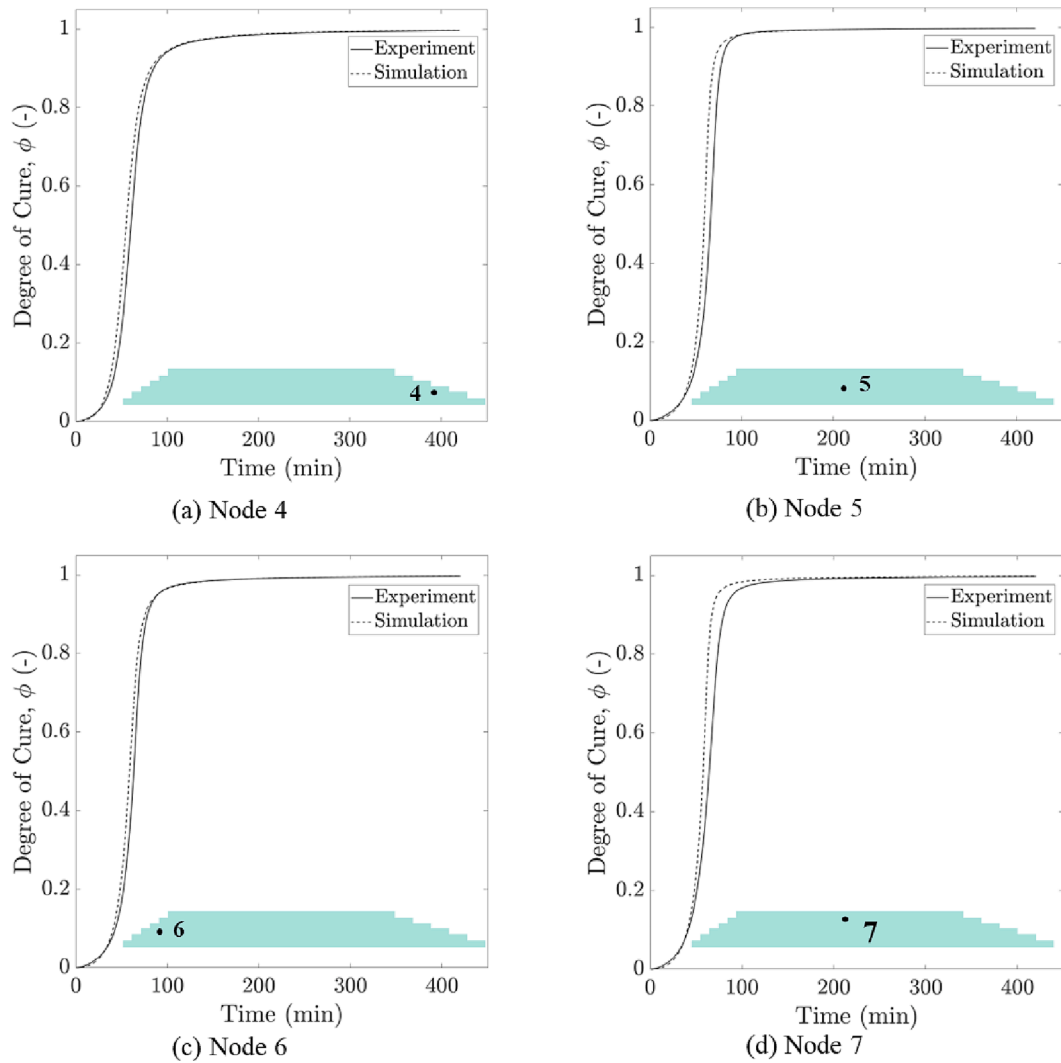 1
0.8
0.6
0.4
0.2
0
Degree of Cure, ϕ (-)
Experiment
Simulation
4
0 100 200 300 400
Time (min)
(a) Node 4
1
0.8
0.6
0.4
0.2
0
Degree of Cure, ϕ (-)
Experiment
Simulation
5
0 100 200 300 400
Time (min)
(b) Node 5
1
0.8
0.6
0.4
0.2
0
Degree of Cure, ϕ (-)
Experiment
Simulation
6
0 100 200 300 400
Time (min)
(c) Node 6
1
0.8
0.6
0.4
0.2
0
Degree of Cure, ϕ (-)
Experiment
Simulation
7
0 100 200 300 400
Time (min)
(d) Node 7